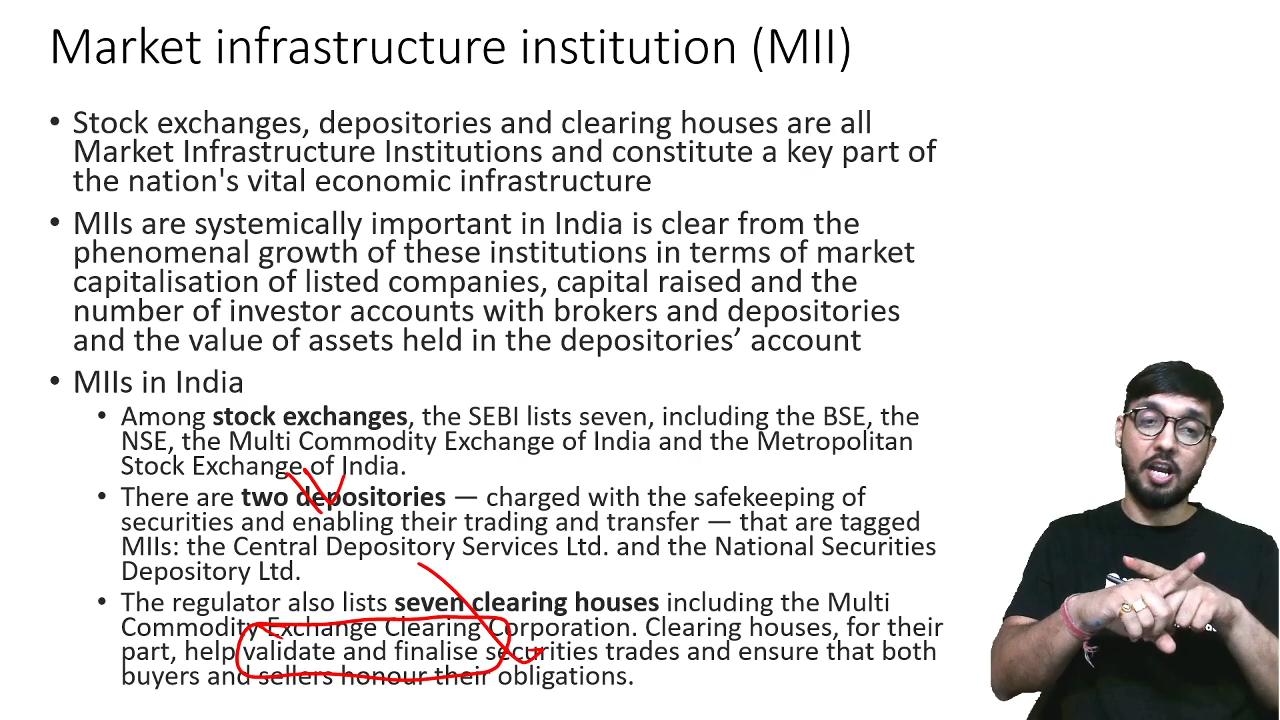 Market infrastructure institution (MII)
• Stock exchanges, depositories and clearing houses are all
Market Infrastructure Institutions and constitute a key part of
the nation's vital economic infrastructure
• MIIs are systemically important in India is clear from the
phenomenal growth of these institutions in terms of market
capitalisation of listed companies, capital raised and the
number of investor accounts with brokers and depositories
and the value of assets held in the depositories’ account
• MIIs in India
• Among stock exchanges, the SEBI lists seven, including the BSE, the
NSE, the Multi Commodity Exchange of India and the Metropolitan
Stock Exchange of India.
• There are two depositories — charged with the safekeeping of
securities and enabling their trading and transfer — that are tagged
MIIs: the Central Depository Services Ltd. and the National Securities
Depository Ltd.
• The regulator also lists seven clearing houses including the Multi
Commodity Exchange Clearing Corporation. Clearing houses, for their
part, help validate and finalise securities trades and ensure that both
buyers and sellers honour their obligations.